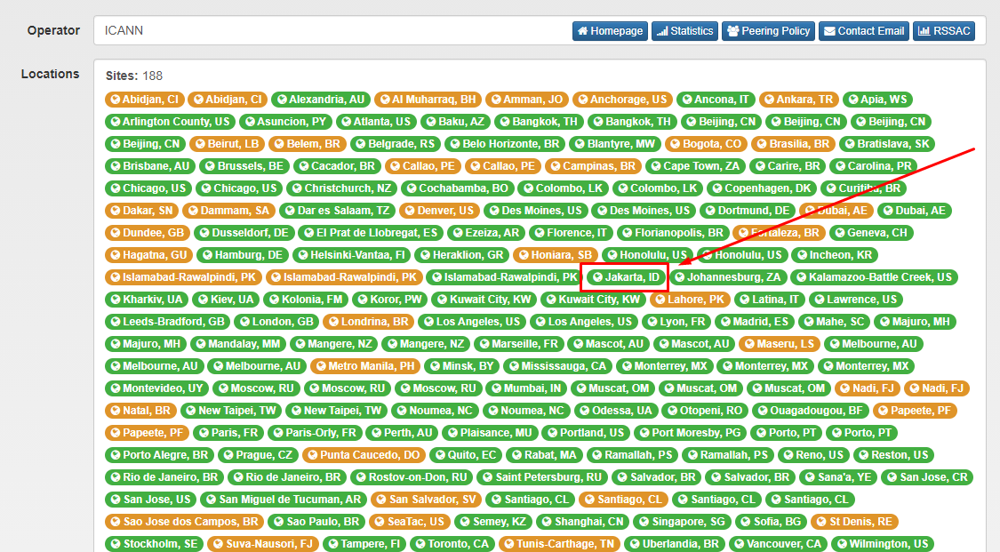 Operator ICANN Homepage Statistics Peering Policy Contact Email RSSAC
Locations Sites: 188
Abidjan, CI Abidjan, CI Alexandria, AU Al Muharraq, BH Amman, JO Anchorage, US Ancona, IT Ankara, TR Apia, WS
Arlington County, US Asuncion, PY Atlanta, US Baku, AZ Bangkok, TH Bangkok, TH Beijing, CN Beijing, CN Beijing, CN
Beijing, CN Beirut, LB Belem, BR Belgrade, RS Belo Horizonte, BR Blantyre, MW Bogota, CO Brasilia, BR Bratislava, SK
Brisbane, AU Brussels, BE Cacador, BR Callao, PE Callao, PE Campinas, BR Cape Town, ZA Carire, BR Carolina, PR
Chicago, US Chicago, US Christchurch, NZ Cochabamba, BO Colombo, LK Colombo, LK Copenhagen, DK Curitiba, BR
Dakar, SN Dammam, SA Dar es Salaam, TZ Denver, US Des Moines, US Des Moines, US Dortmund, DE Dubai, AE Dubai, AE
Dundee, GB Dusseldorf, DE El Prat de Llobregat, ES Ezeiza, AR Florence, IT Florianopolis, BR Fortaleza, BR Geneva, CH
Hagatna, GU Hamburg, DE Helsinki-Vantaa, FI Heraklion, GR Honiara, SB Honolulu, US Honolulu, US Incheon, KR
Islamabad-Rawalpindi, PK Islamabad-Rawalpindi, PK Islamabad-Rawalpindi, PK Jakarta, ID Johannesburg, ZA Kalamazoo-Battle Creek, US
Kharkiv, UA Kiev, UA Kolonia, FM Koror, PW Kuwait City, KW Kuwait City, KW Lahore, PK Latina, IT Lawrence, US
Leeds-Bradford, GB London, GB Londrina, BR Los Angeles, US Los Angeles, US Lyon, FR Madrid, ES Mahe, SC Majuro, MH
Majuro, MH Mandalay, MM Mangere, NZ Mangere, NZ Marseille, FR Mascot, AU Mascot, AU Maseru, LS Melbourne, AU
Melbourne, AU Melbourne, AU Metro Manila, PH Minsk, BY Mississauga, CA Monterrey, MX Monterrey, MX Monterrey, MX
Montevideo, UY Moscow, RU Moscow, RU Moscow, RU Mumbai, IN Muscat, OM Muscat, OM Muscat, OM Nadi, FJ Nadi, FJ
Natal, BR New Taipei, TW New Taipei, TW Noumea, NC Noumea, NC Odessa, UA Otopeni, RO Ouagadougou, BF Papeete, PF
Papeete, PF Paris, FR Paris-Orly, FR Perth, AU Plaisance, MU Portland, US Port Moresby, PG Porto, PT Porto, PT
Porto Alegre, BR Prague, CZ Punta Caucedo, DO Quito, EC Rabat, MA Ramallah, PS Ramallah, PS Reno, US Reston, US
Rio de Janeiro, BR Rio de Janeiro, BR Rostov-on-Don, RU Saint Petersburg, RU Salvador, BR Salvador, BR Sana'a, YE San Jose, CR
San Jose, US San Miguel de Tucuman, AR San Salvador, SV Santiago, CL Santiago, CL Santiago, CL Santiago, CL
Sao Jose dos Campos, BR Sao Paulo, BR SeaTac, US Semey, KZ Shanghai, CN Singapore, SG Sofia, BG St Denis, RE
Stockholm, SE Suva-Nausori, FJ Tampere, FI Toronto, CA Tunis-Carthage, TN Uberlandia, BR Vancouver, CA Wilmington, US